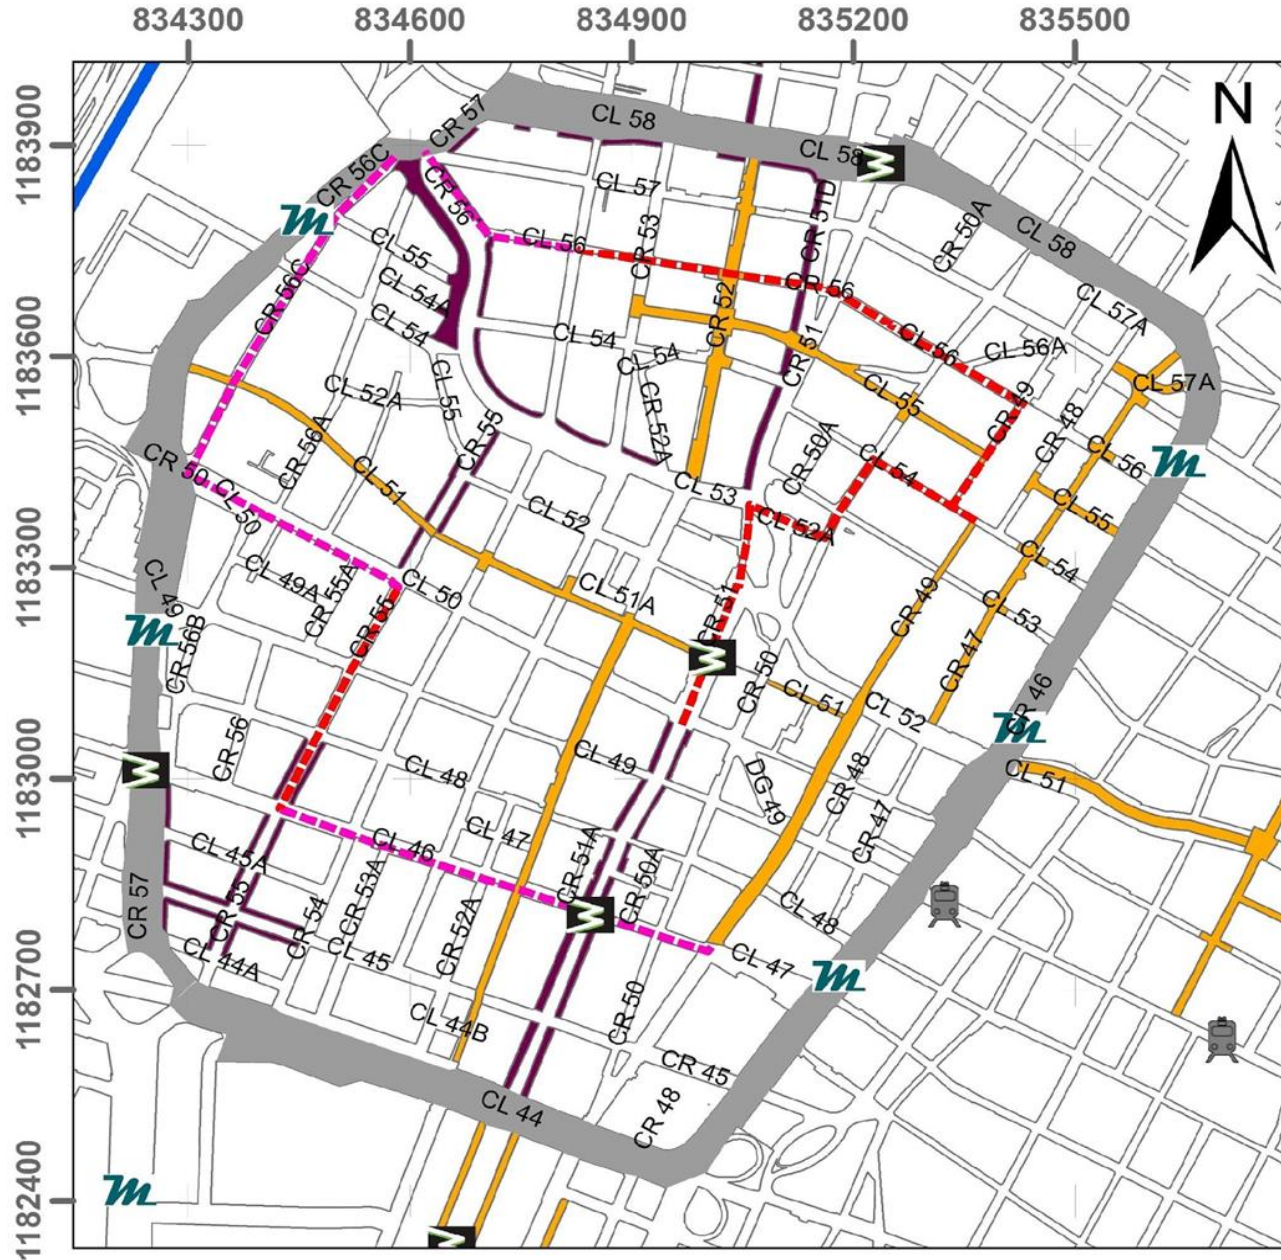 834300 834600 834900 835200 835500
1183900
1183600
1183300
1183000
1182700
1182400
N
CR 57
CL 58
CL 58
CL 58
CR 56C
CR 56
CL 57
CR 53
CR 51D
CR 50A
CL 55
CL 56
CR 56
CL 57A
CR 56C
CL 54A
CL 54
CL 54
CL 54
CR 52
CR 51
CL 56
CL 56A
CL 57A
CL 52A
CL 55
CR 52A
CL 55
CR 49
CR 48
CR 55
CR 56A
CL 56
CR 50
CL 50
CL 51
CL 53
CR 50A
CL 54
CL 55
CL 52
CL 52A
CL 54
CL 49
CL 49A
CR 55A
CL 50
CL 51A
CR 51
CR 49
CL 53
CR 56B
CR 55
CR 50
CR 47
CL 51
CL 52
CR 46
CR 56
CL 48
CL 49
DG 49
CR 48
CL 51
CL 45A
CL 46
CL 47
CR 51A
CR 50A
CR 47
CR 57
CR 55
CR 54
CR 53A
CR 52A
CL 48
CL 44A
CL 45
CL 47
CL 44B
CR 50
CR 45
CL 44
CR 48